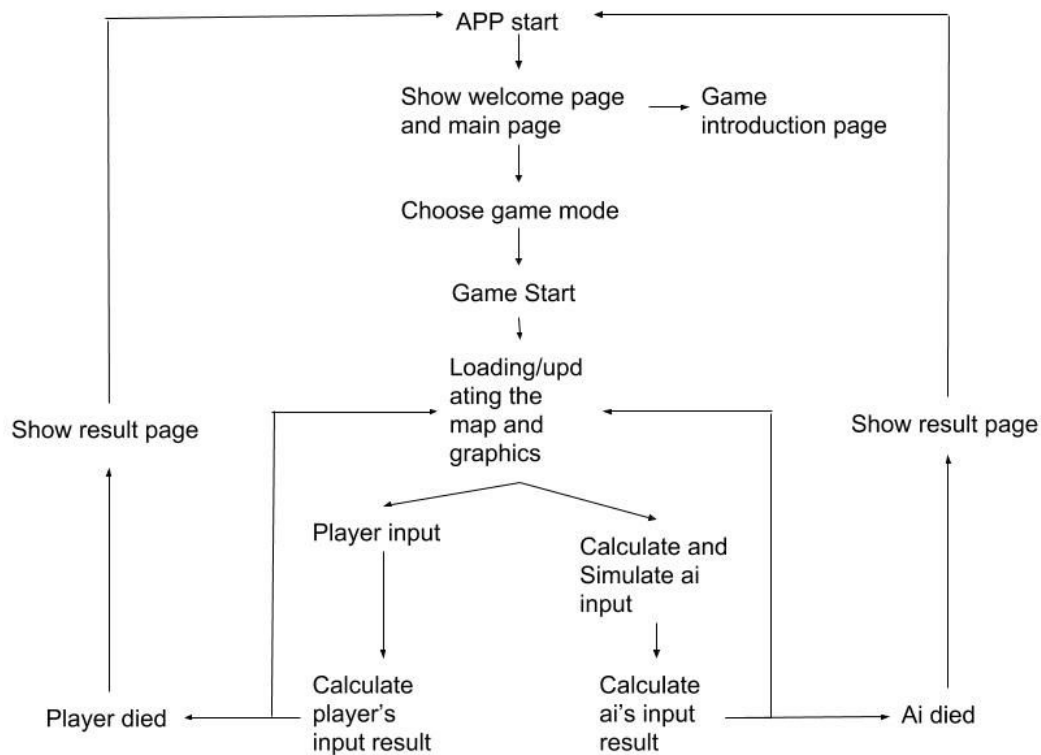 APP start
Show welcome page
and main page
Game
introduction page
Choose game mode
Game Start
Loading/upd
ating the
map and
graphics
Show result page
Show result page
Player input
Calculate and
Simulate ai
input
Calculate
player's
input result
Calculate
ai's input
result
Player died
Ai died